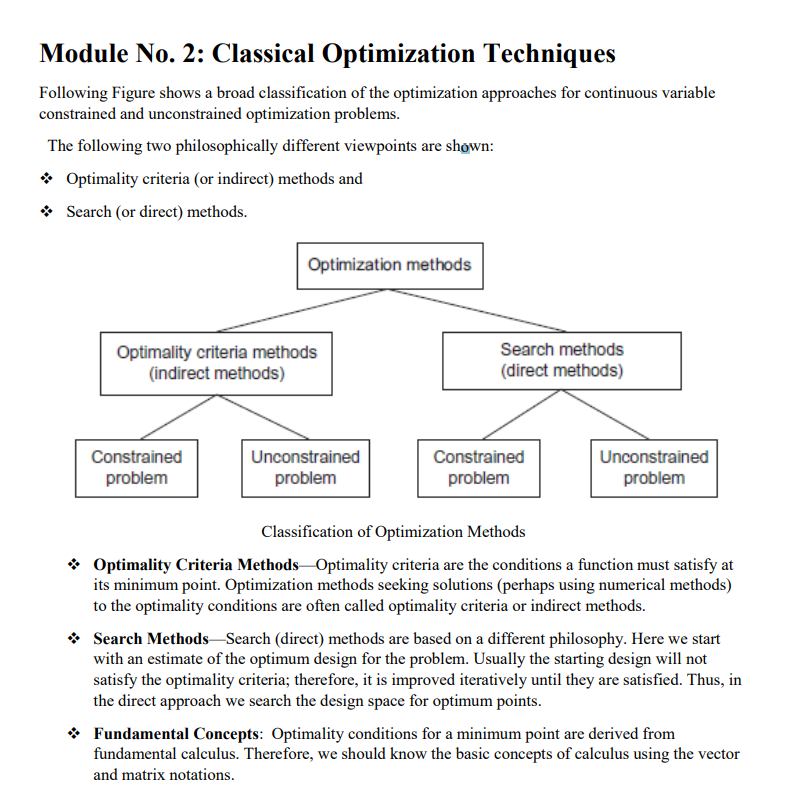 Module No. 2: Classical Optimization Techniques
Following Figure shows a broad classification of the optimization approaches for continuous variable
constrained and unconstrained optimization problems.
The following two philosophically different viewpoints are shown:
❖ Optimality criteria (or indirect) methods and
❖ Search (or direct) methods.
Optimization methods
Optimality criteria methods
(indirect methods)
Search methods
(direct methods)
Constrained
problem
Unconstrained
problem
Constrained
problem
Unconstrained
problem
Classification of Optimization Methods
❖ Optimality Criteria Methods—Optimality criteria are the conditions a function must satisfy at
its minimum point. Optimization methods seeking solutions (perhaps using numerical methods)
to the optimality conditions are often called optimality criteria or indirect methods.
❖ Search Methods—Search (direct) methods are based on a different philosophy. Here we start
with an estimate of the optimum design for the problem. Usually the starting design will not
satisfy the optimality criteria; therefore, it is improved iteratively until they are satisfied. Thus, in
the direct approach we search the design space for optimum points.
❖ Fundamental Concepts: Optimality conditions for a minimum point are derived from
fundamental calculus. Therefore, we should know the basic concepts of calculus using the vector
and matrix notations.